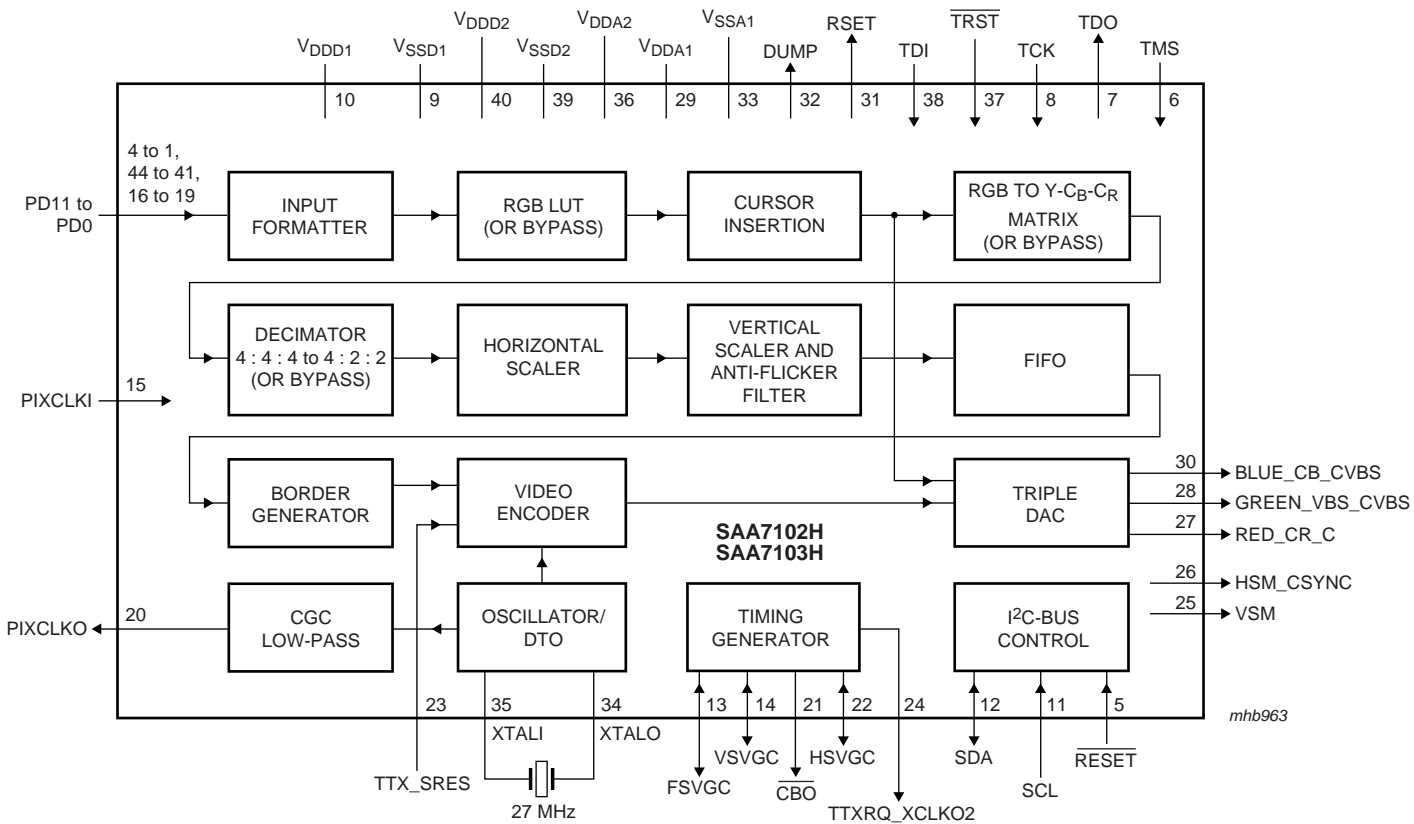 VDDD1
VSSD1
VDDD2
VSSD2
VDDA2
VDDA1
VSSA1
DUMP
RSET
TDI
TRST
TCK
TDO
TMS
10
9
40
39
36
29
33
32
31
38
37
8
7
6
4 to 1,
44 to 41,
16 to 19
PD11 to
PD0
INPUT
FORMATTER
RGB LUT
(OR BYPASS)
CURSOR
INSERTION
RGB TO Y-CB-CR
MATRIX
(OR BYPASS)
DECIMATOR
4 : 4 : 4 to 4 : 2 : 2
(OR BYPASS)
HORIZONTAL
SCALER
VERTICAL
SCALER AND
ANTI-FLICKER
FILTER
FIFO
15
PIXCLKI
BORDER
GENERATOR
VIDEO
ENCODER
SAA7102H
SAA7103H
TRIPLE
DAC
30
BLUE_CB_CVBS
28
GREEN_VBS_CVBS
27
RED_CR_C
26
HSM_CSYNC
25
VSM
PIXCLKO
20
CGC
LOW-PASS
OSCILLATOR/
DTO
TIMING
GENERATOR
I2C-BUS
CONTROL
23
35
34
13
14
21
22
24
12
11
5
mhb963
XTALI
XTALO
TTX_SRES
27 MHz
FSVGC
VSVGC
CBO
HSVGC
TTXRQ_XCLKO2
SDA
SCL
RESET